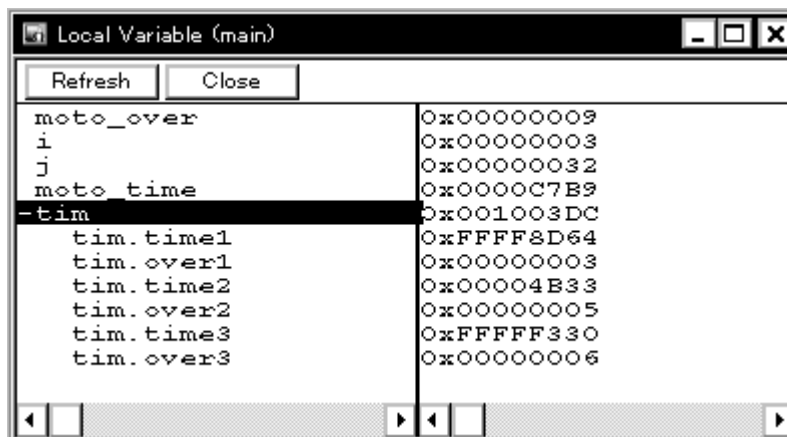 Local Variable (main)
Refresh Close
moto_over 0x00000009
i 0x00000003
j 0x00000032
moto_time 0x0000C7B9
-tim 0x001003DC
tim.time1 0xFFFF8D64
tim.over1 0x00000003
tim.time2 0x00004B33
tim.over2 0x00000005
tim.time3 0xFFFFF330
tim.over3 0x00000006